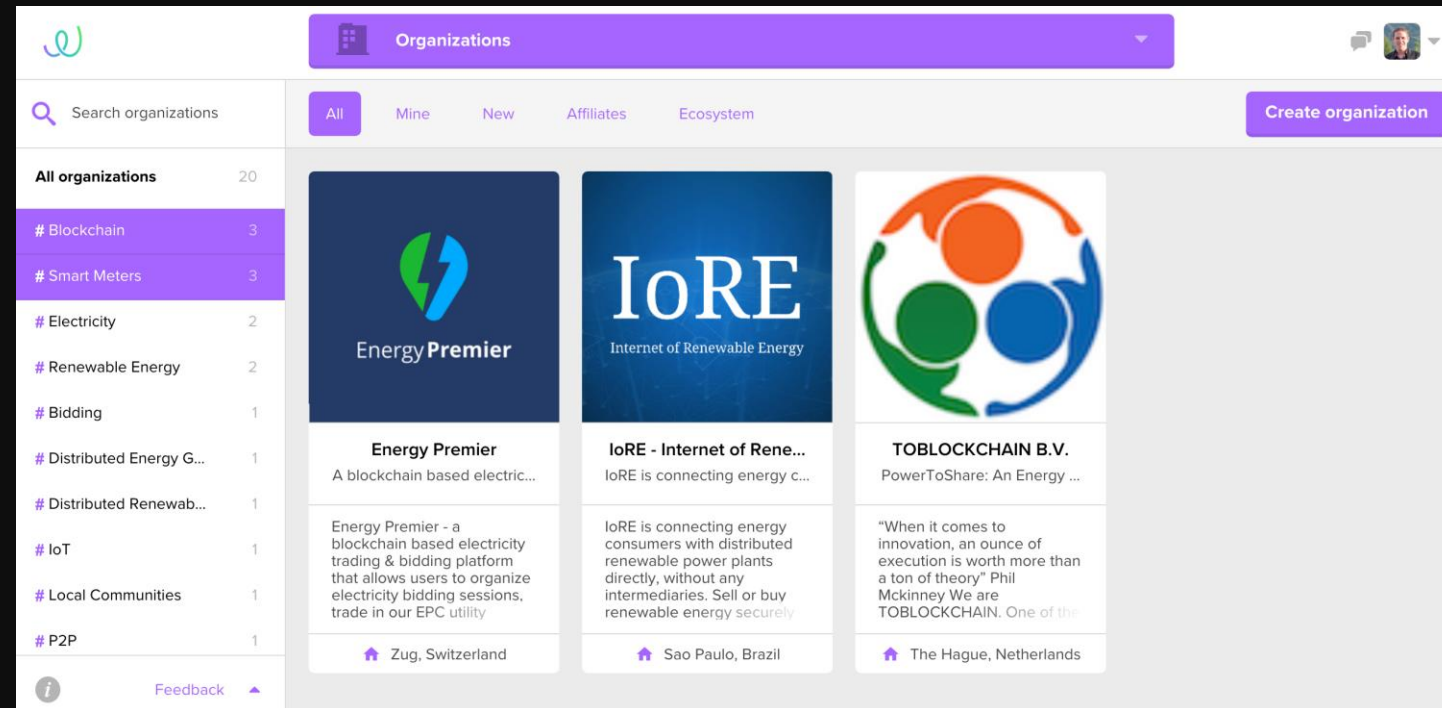 Organizations
Search organizations
All
Mine
New
Affiliates
Ecosystem
Create organization
All organizations 20
# Blockchain 3
# Smart Meters 3
# Electricity 2
# Renewable Energy 2
# Bidding 1
# Distributed Energy G... 1
# Distributed Renewab... 1
# IoT 1
# Local Communities 1
# P2P 1
i
Feedback
Energy Premier
Energy Premier
A blockchain based electric...
Energy Premier - a
blockchain based electricity
trading & bidding platform
that allows users to organize
electricity bidding sessions,
trade in our EPC utility
Zug, Switzerland
IoRE
Internet of Renewable Energy
IoRE - Internet of Rene...
IoRE is connecting energy c...
IoRE is connecting energy
consumers with distributed
renewable power plants
directly, without any
intermediaries. Sell or buy
renewable energy securely
Sao Paulo, Brazil
TOBLOCKCHAIN B.V.
PowerToShare: An Energy ...
“When it comes to
innovation, an ounce of
execution is worth more than
a ton of theory” Phil
Mckinney We are
TOBLOCKCHAIN. One of the
The Hague, Netherlands